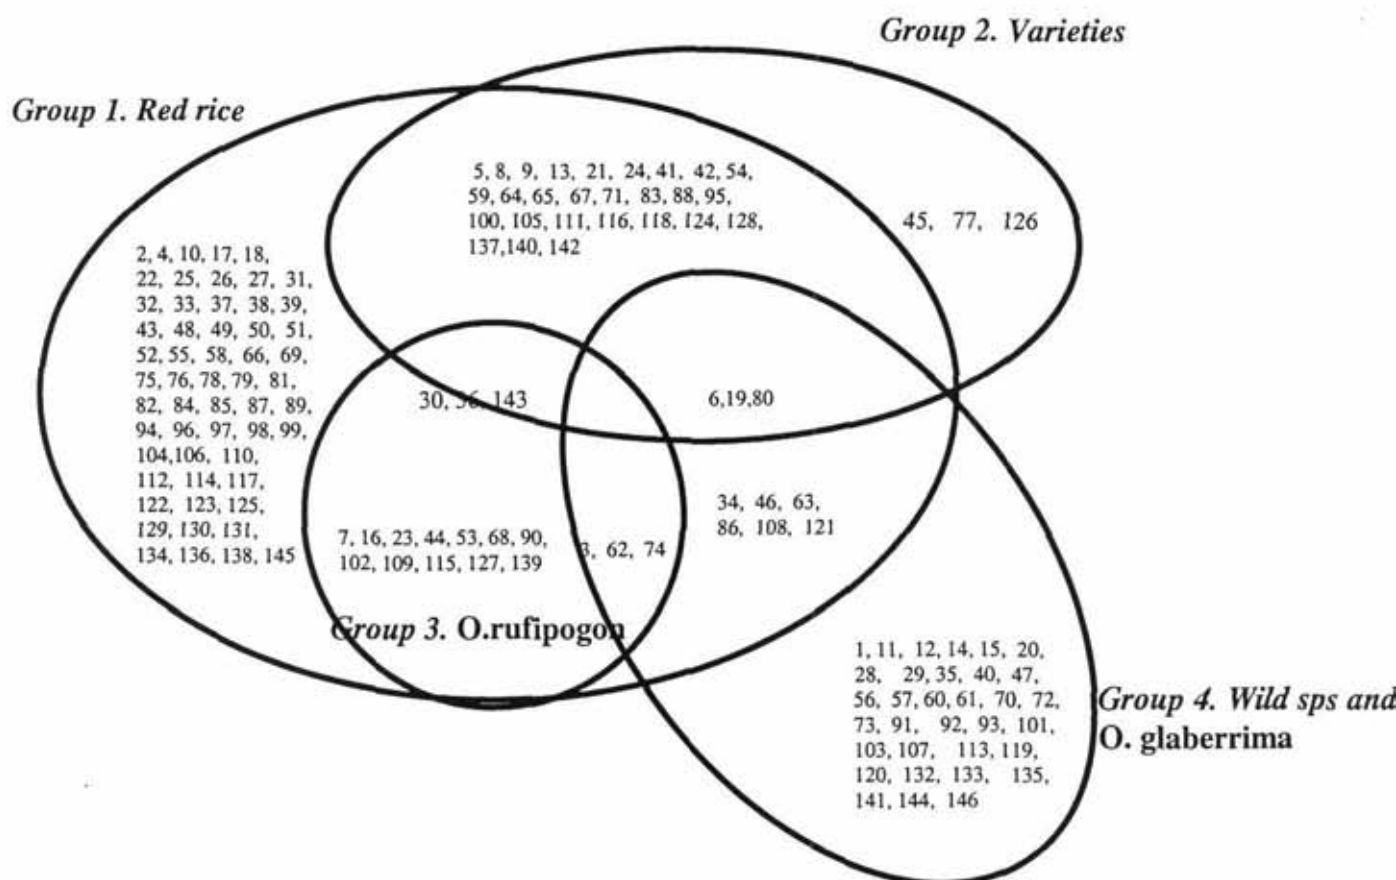 Group 2. Varieties
Group 1. Red rice
5, 8, 9, 13, 21, 24, 41, 42, 54,
59, 64, 65, 67, 71, 83, 88, 95,
100, 105, 111, 116, 118, 124, 128,
137,140, 142
45, 77, 126
2, 4, 10, 17, 18,
22, 25, 26, 27, 31,
32, 33, 37, 38, 39,
43, 48, 49, 50, 51,
52, 55, 58, 66, 69,
75, 76, 78, 79, 81,
82, 84, 85, 87, 89,
94, 96, 97, 98, 99,
104,106, 110,
112, 114, 117,
122, 123, 125,
129, 130, 131,
134, 136, 138, 145
30, 36, 143
6,19,80
34, 46, 63,
86, 108, 121
7, 16, 23, 44, 53, 68, 90,
102, 109, 115, 127, 139
3, 62, 74
Group 3. O.rufipogon
1, 11, 12, 14, 15, 20,
28, 29, 35, 40, 47,
56, 57, 60, 61, 70, 72,
73, 91, 92, 93, 101,
103, 107, 113, 119,
120, 132, 133, 135,
141, 144, 146
Group 4. Wild sps and
O. glaberrima